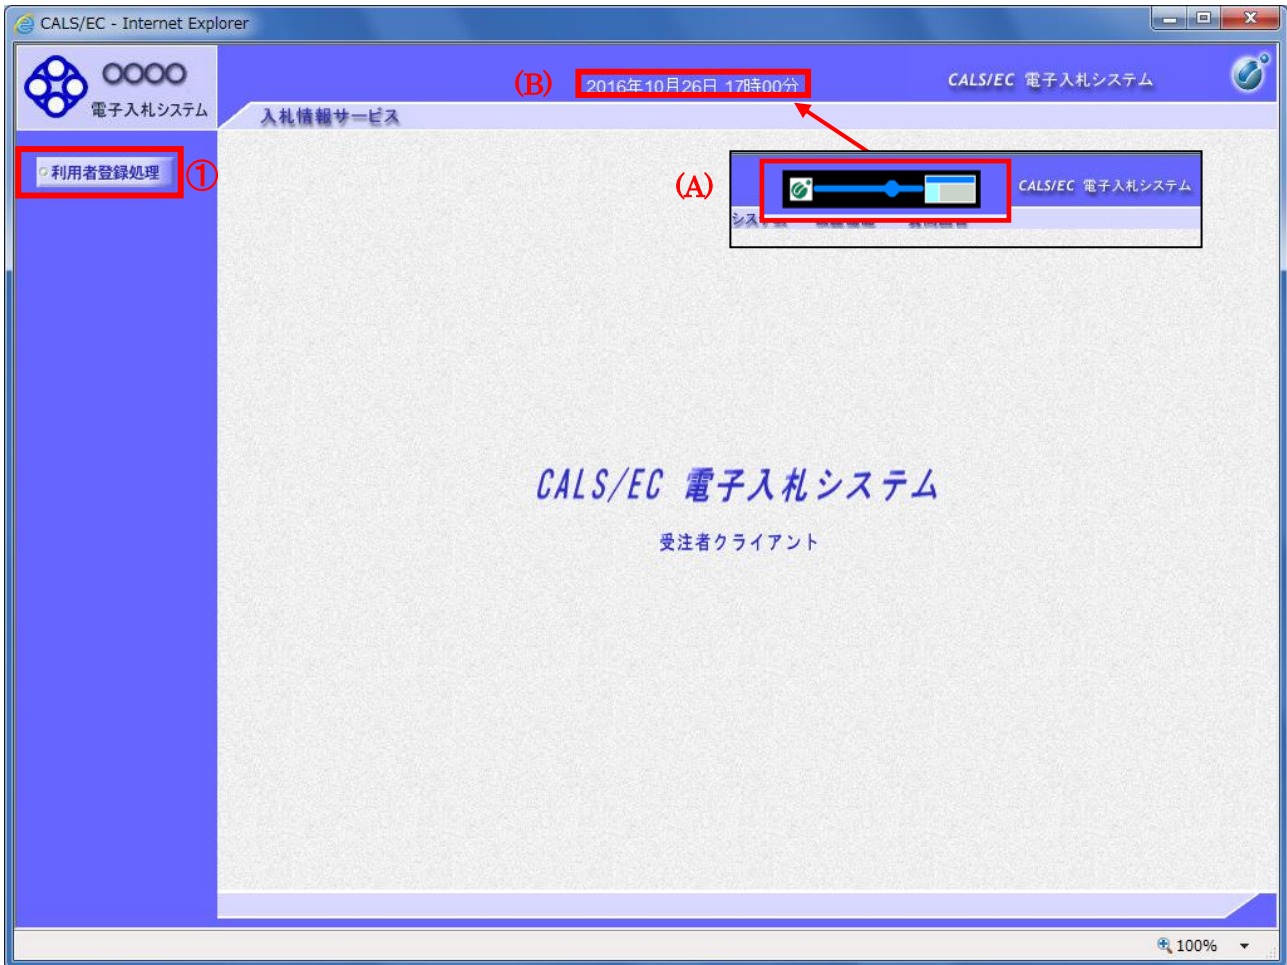 CALS/EC - Internet Explorer
〇〇〇〇
電子入札システム
(B)
2016年10月26日 17時00分
CALS/EC 電子入札システム
入札情報サービス
利用者登録処理
①
(A)
CALS/EC 電子入札システム
CALS/EC 電子入札システム
受注者クライアント
100%